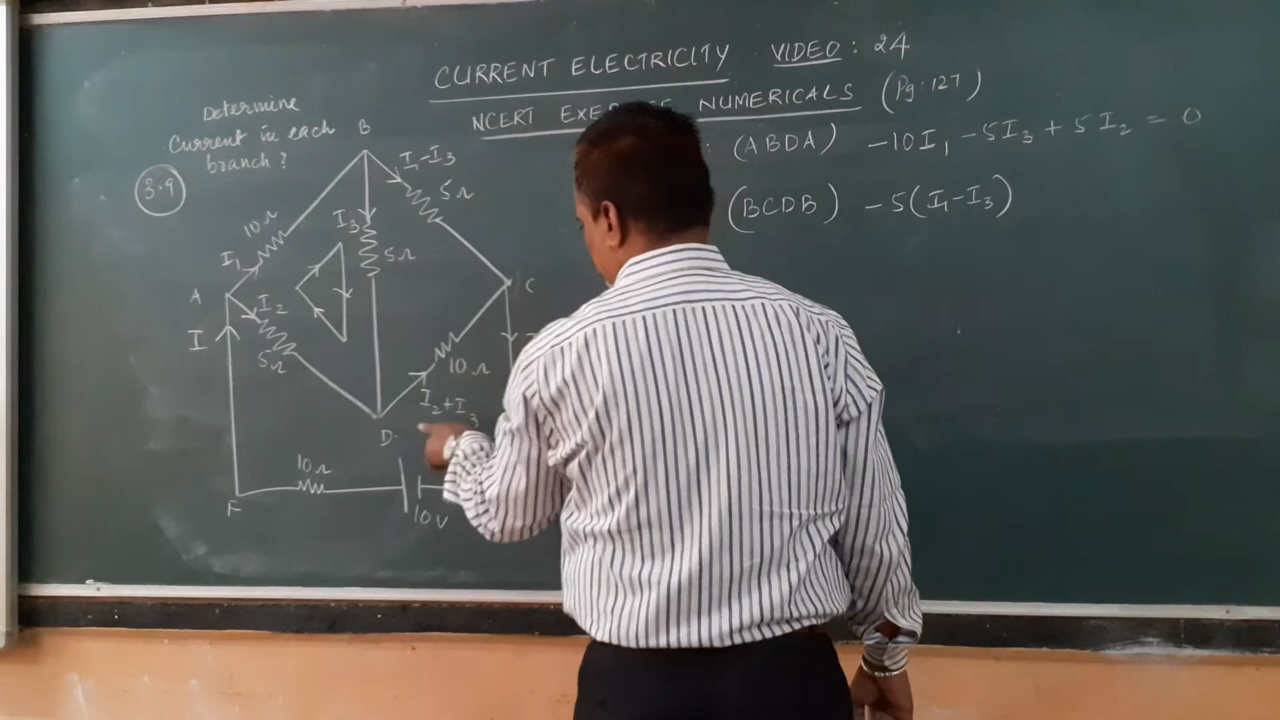 CURRENT ELECTRICITY VIDEO: 24
NCERT NUMERICALS (Pg. 127)
Determine
Current in each
branch?
3.9
: (ABDA) -10I₁ -5I₃ + 5I₂ = 0
(BCDB) -5(I₁-I₃)
B
I₁-I₃
5Ω
10Ω
I₃
5Ω
I₁
A
I₂
5Ω
I
C
10Ω
I₂+I₃
D
10Ω
F
10V